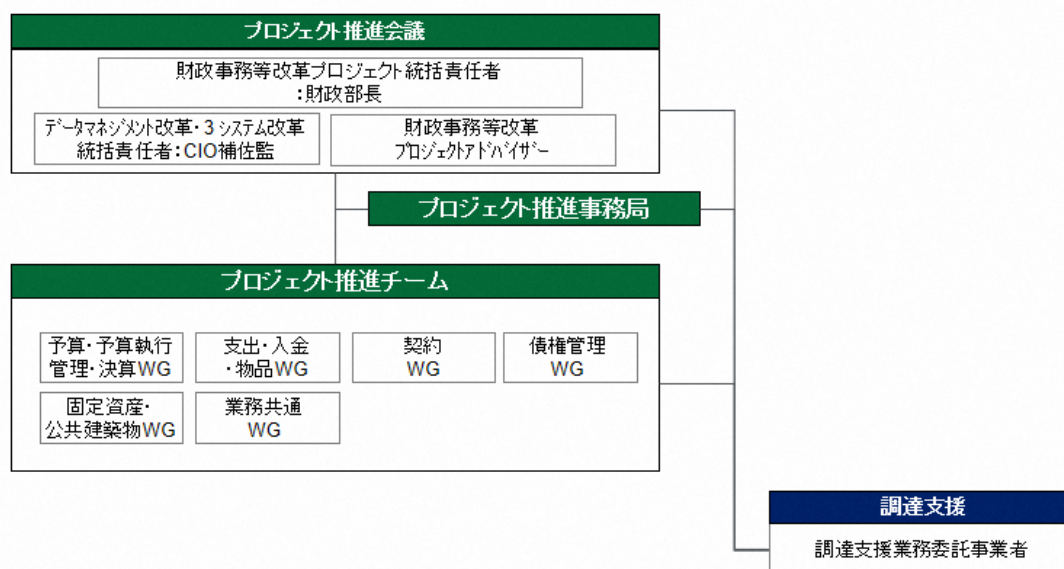 プロジェクト推進会議
財政事務等改革プロジェクト統括責任者
:財政部長
データマネジメント改革・3システム改革
統括責任者:CIO補佐監
財政事務等改革
プロジェクトアドバイザー
プロジェクト推進事務局
プロジェクト推進チーム
予算・予算執行
管理・決算WG
支出・入金
・物品WG
契約
WG
債権管理
WG
固定資産・
公共建築物WG
業務共通
WG
調達支援
調達支援業務委託事業者